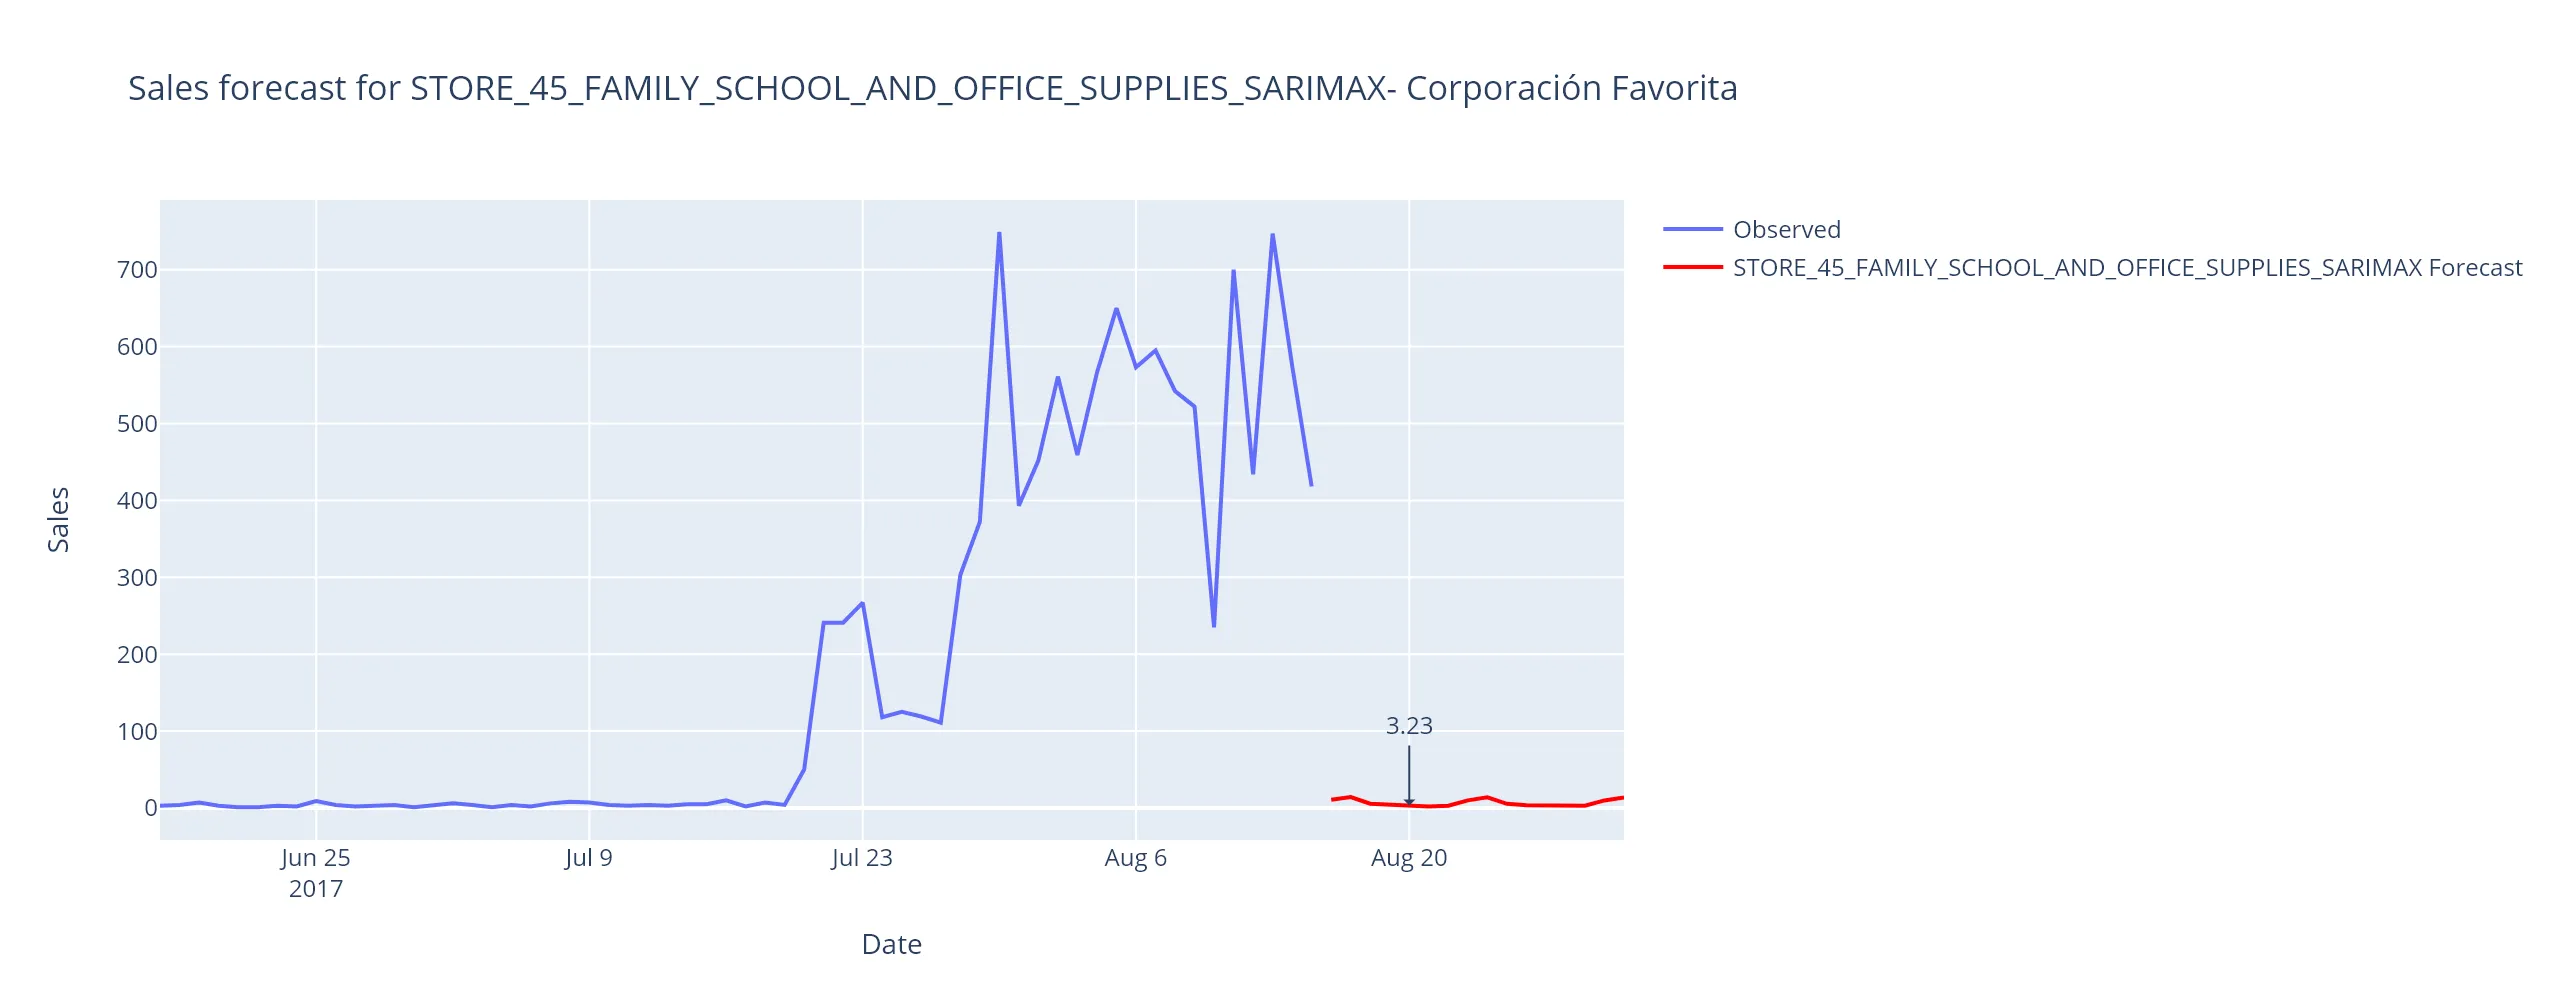 Sales forecast for STORE_45_FAMILY_SCHOOL_AND_OFFICE_SUPPLIES_SARIMAX- Corporación Favorita
Observed
STORE_45_FAMILY_SCHOOL_AND_OFFICE_SUPPLIES_SARIMAX Forecast
700
600
500
400
300
200
100
0
Sales
3.23
Jun 25
2017
Jul 9
Jul 23
Aug 6
Aug 20
Date